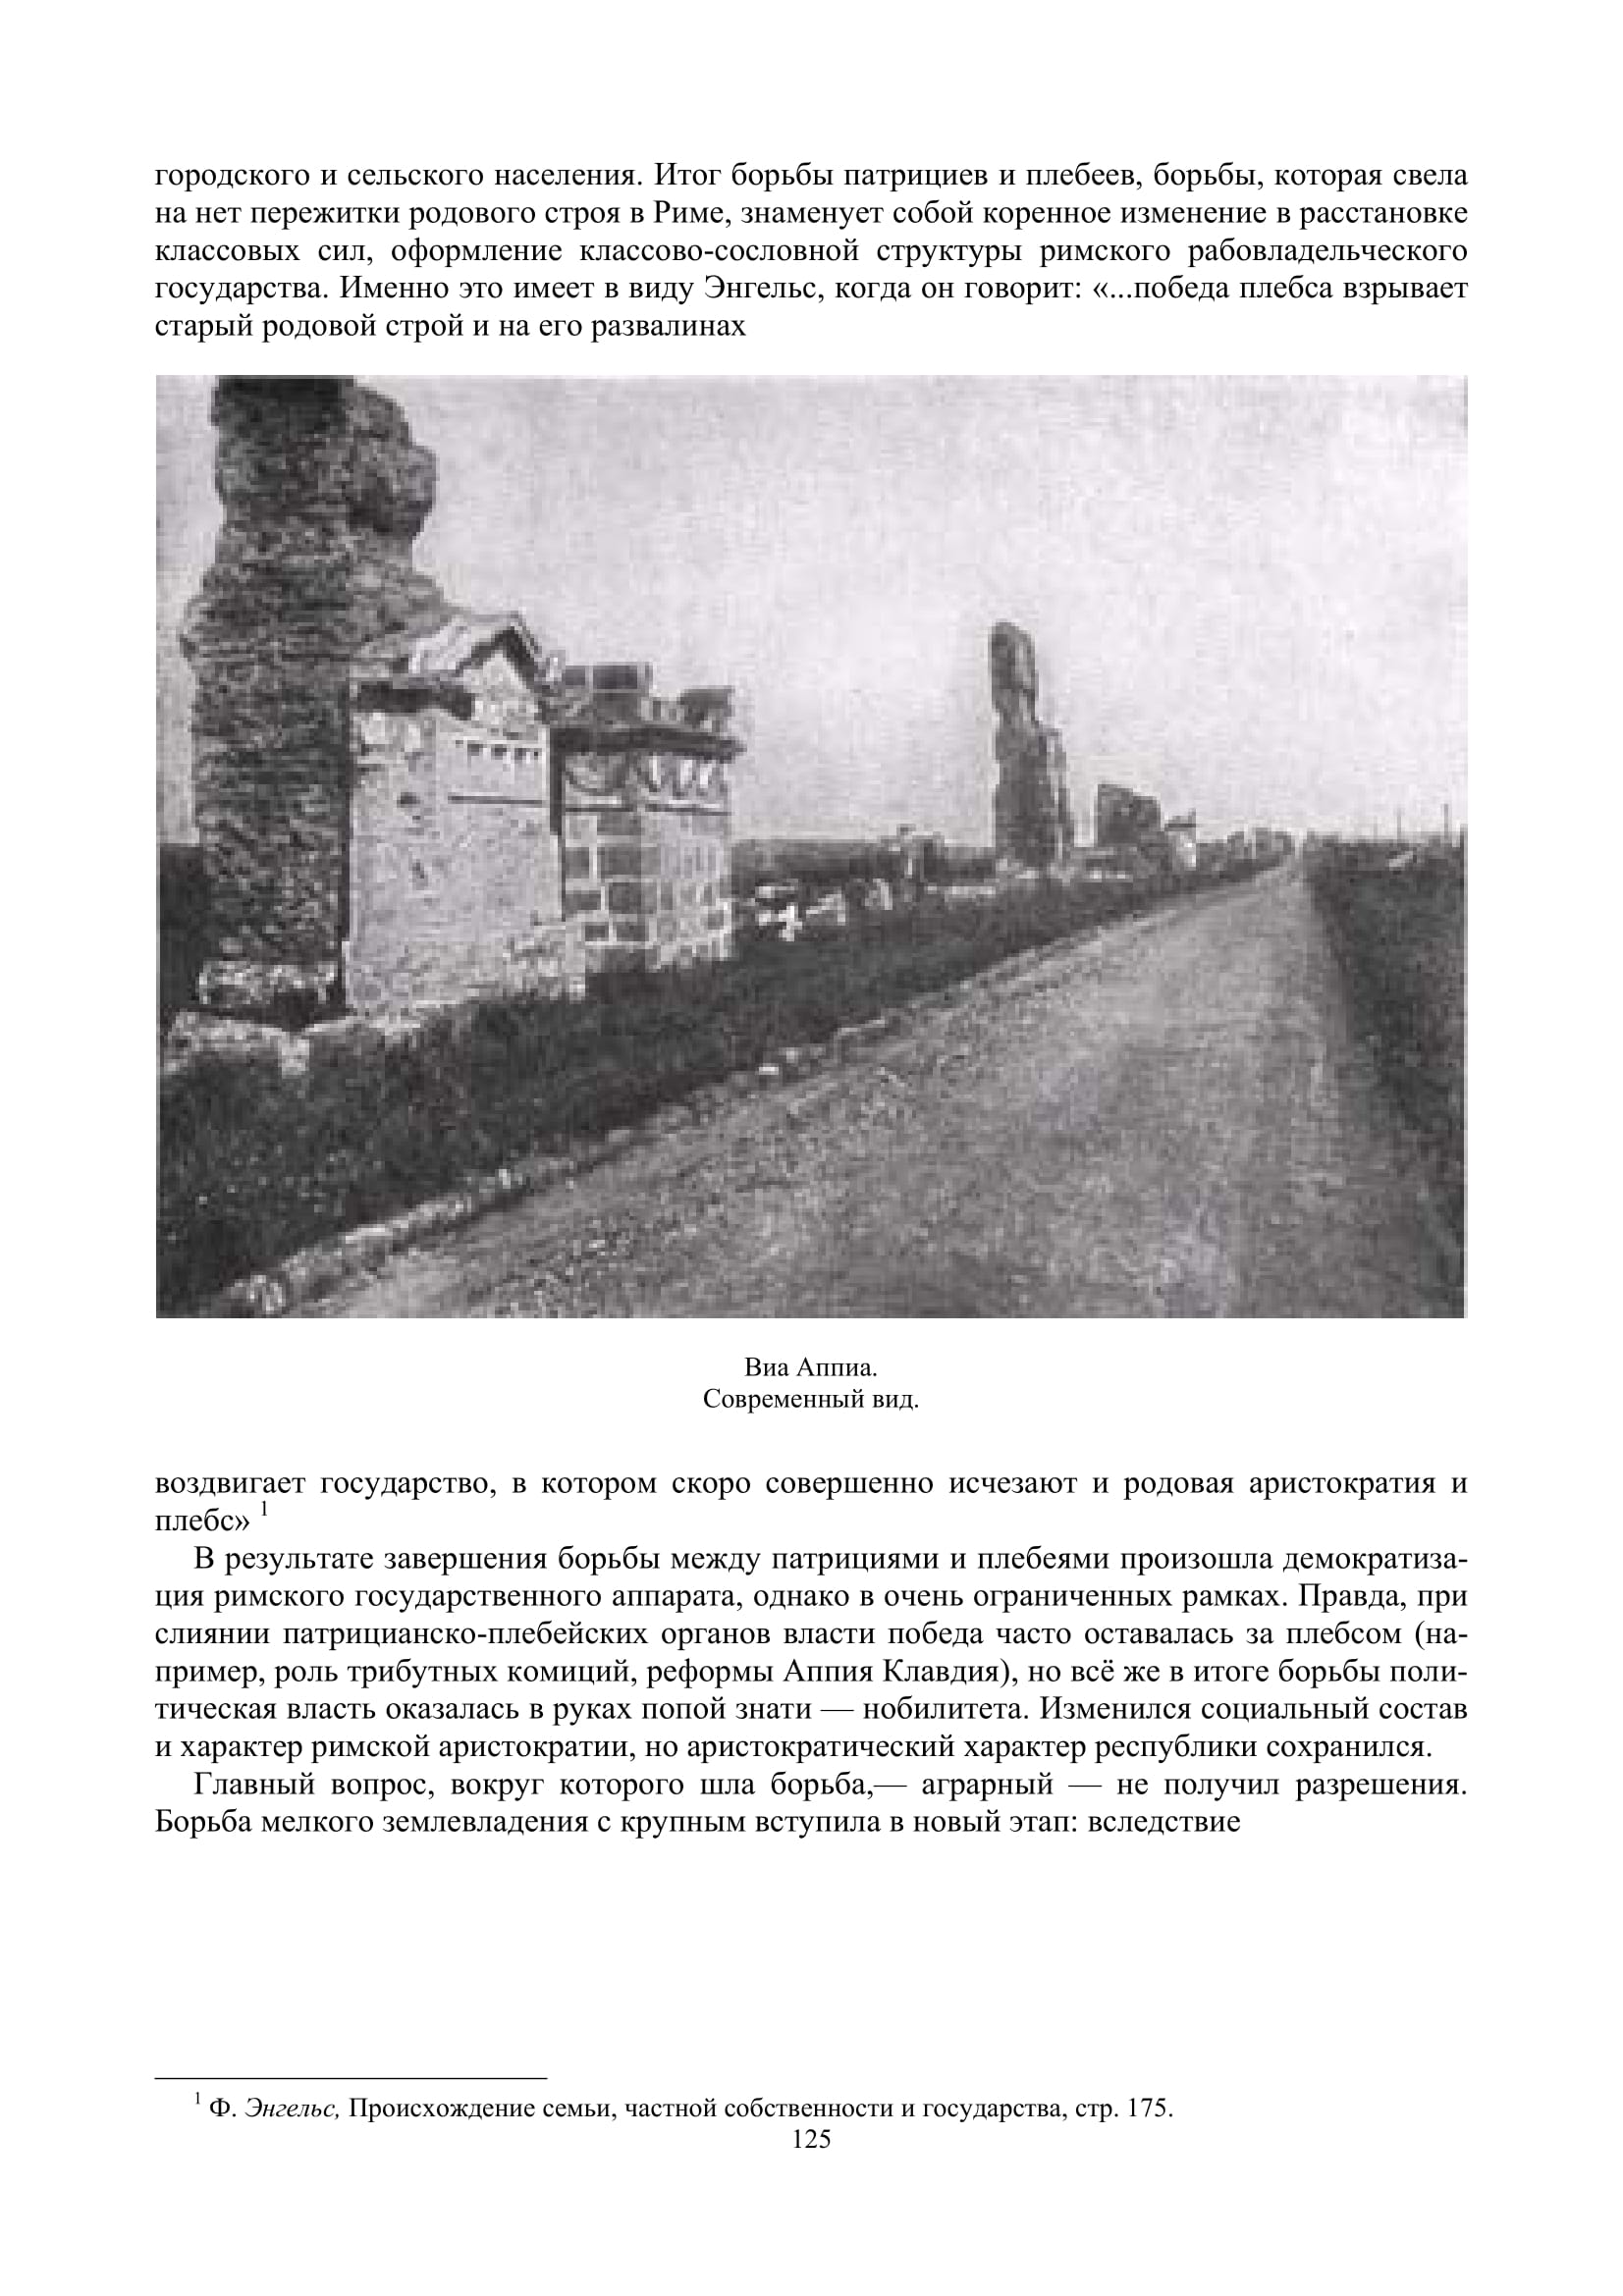 городского и сельского населения. Итог борьбы патрициев и плебеев, борьбы, которая свела
на нет пережитки родового строя в Риме, знаменует собой коренное изменение в расстановке
классовых сил, оформление классово-сословной структуры римского рабовладельческого
государства. Именно это имеет в виду Энгельс, когда он говорит: «...победа плебса взрывает
старый родовой строй и на его развалинах
Виа Аппиа.
Современный вид.
воздвигает государство, в котором скоро совершенно исчезают и родовая аристократия и
плебс» 1
В результате завершения борьбы между патрициями и плебеями произошла демократиза-
ция римского государственного аппарата, однако в очень ограниченных рамках. Правда, при
слиянии патрицианско-плебейских органов власти победа часто оставалась за плебсом (на-
пример, роль трибутных комиций, реформы Аппия Клавдия), но всё же в итоге борьбы поли-
тическая власть оказалась в руках попой знати — нобилитета. Изменился социальный состав
и характер римской аристократии, но аристократический характер республики сохранился.
Главный вопрос, вокруг которого шла борьба,— аграрный — не получил разрешения.
Борьба мелкого землевладения с крупным вступила в новый этап: вследствие
1 Ф. Энгельс, Происхождение семьи, частной собственности и государства, стр. 175.
125